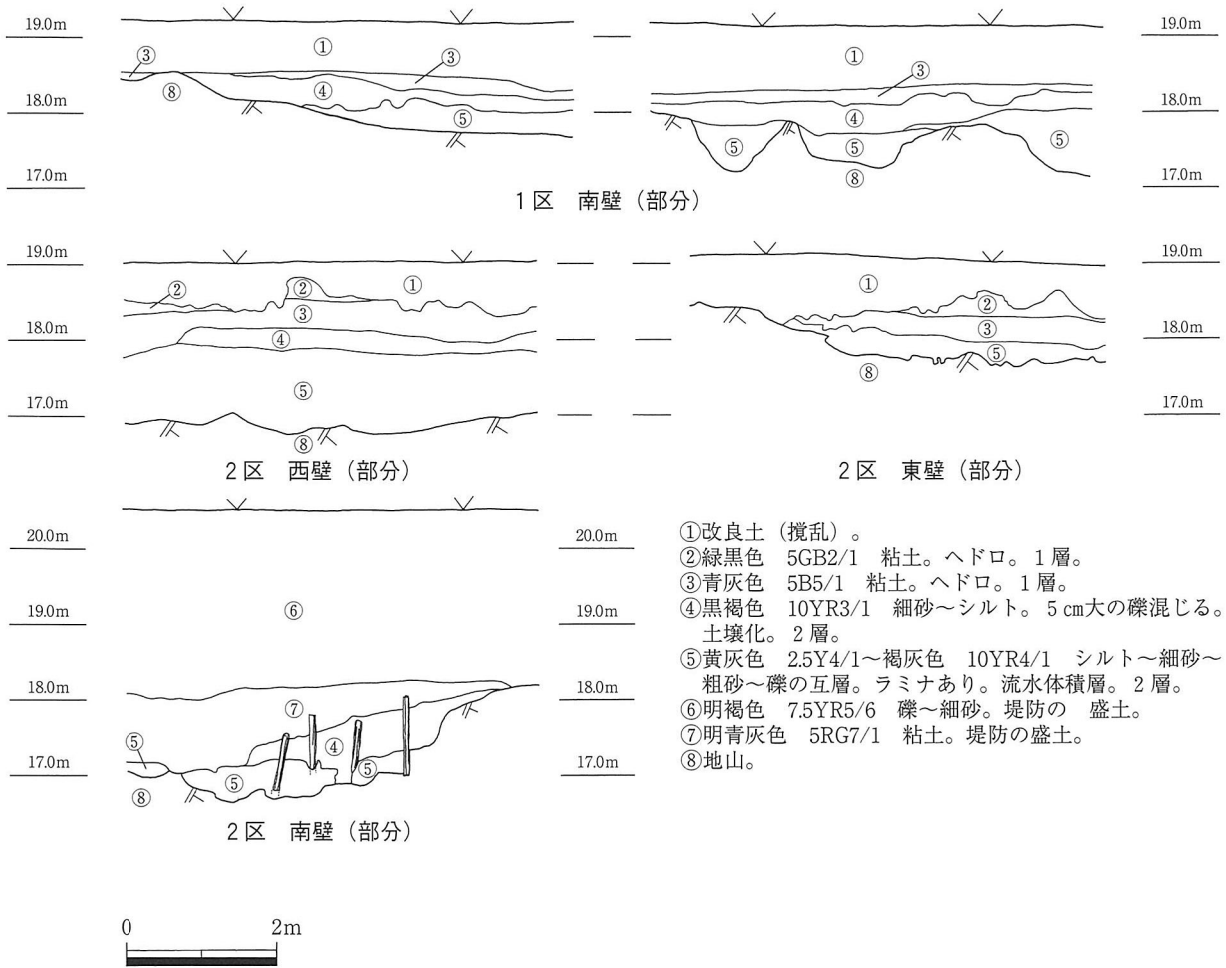 19.0m
19.0m
③
①
③
⑧
④
⑤
18.0m
17.0m
①
③
④
⑤
⑤
⑤
⑧
18.0m
17.0m
1区 南壁（部分）
19.0m
②
②
①
③
18.0m
④
⑤
17.0m
⑧
2区 西壁（部分）
19.0m
①
②
③
18.0m
⑤
⑧
17.0m
2区 東壁（部分）
20.0m
20.0m
⑥
19.0m
19.0m
18.0m
18.0m
⑦
④
⑤
⑤
⑤
17.0m
17.0m
⑧
2区 南壁（部分）
①改良土（撹乱）。
②緑黒色 5GB2/1 粘土。ヘドロ。1層。
③青灰色 5B5/1 粘土。ヘドロ。1層。
④黒褐色 10YR3/1 細砂～シルト。5㎝大の礫混じる。
土壌化。2層。
⑤黄灰色 2.5Y4/1～褐灰色 10YR4/1 シルト～細砂～
粗砂～礫の互層。ラミナあり。流水体積層。2層。
⑥明褐色 7.5YR5/6 礫～細砂。堤防の 盛土。
⑦明青灰色 5RG7/1 粘土。堤防の盛土。
⑧地山。
0 2m